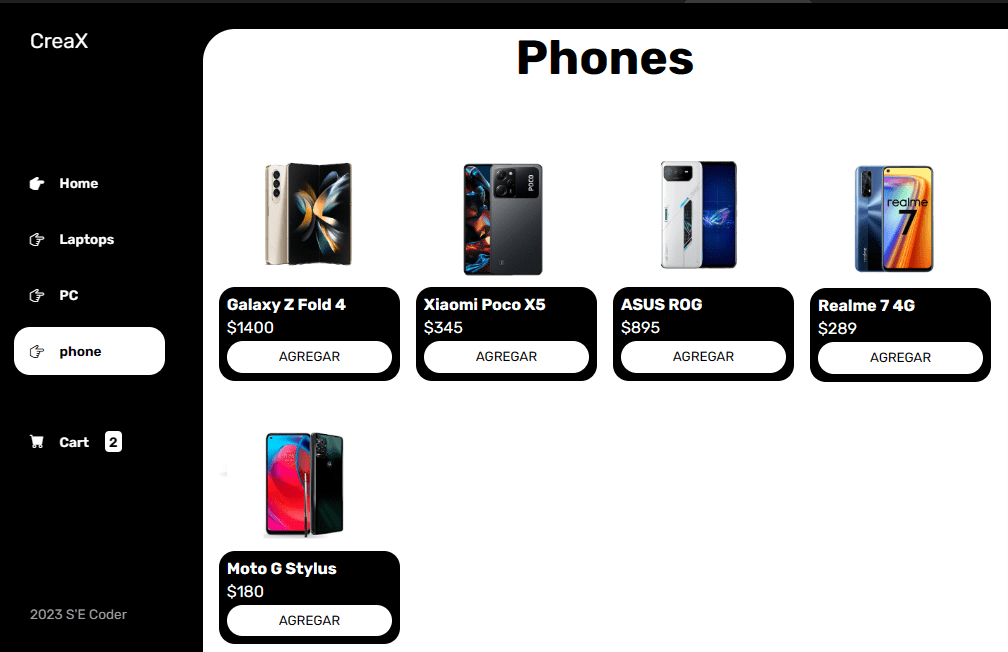 CreaX
Home
Laptops
PC
phone
Cart 2
2023 S'E Coder
Phones
POCO
realme
7
Galaxy Z Fold 4
$1400
AGREGAR
Xiaomi Poco X5
$345
AGREGAR
ASUS ROG
$895
AGREGAR
Realme 7 4G
$289
AGREGAR
Moto G Stylus
$180
AGREGAR